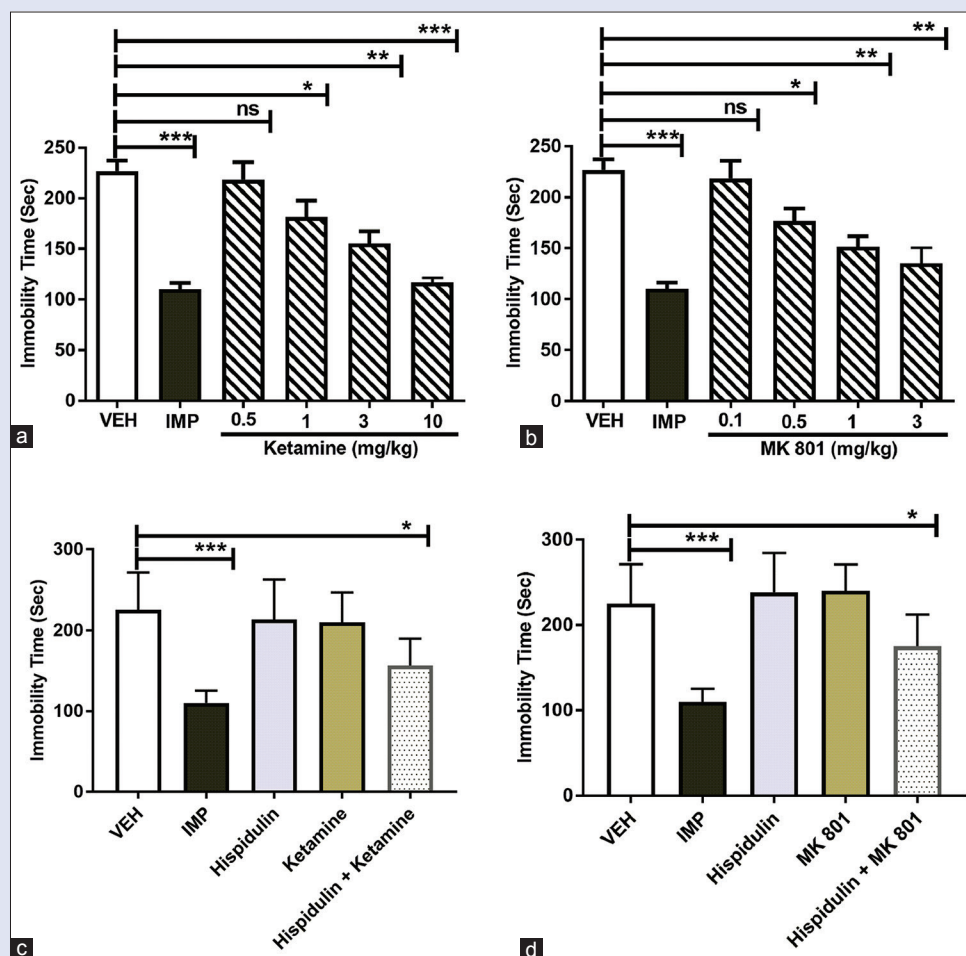 ***
**
*
ns
***
250
200
150
100
50
0
Immobility Time (Sec)
VEH IMP 0.5 1 3 10
Ketamine (mg/kg)
a
**
**
*
ns
***
250
200
150
100
50
0
Immobility Time (Sec)
VEH IMP 0.1 0.5 1 3
MK 801 (mg/kg)
b
*
***
300
200
100
0
Immobility Time (Sec)
VEH
IMP
Hispidulin
Ketamine
Hispidulin + Ketamine
c
*
***
300
200
100
0
Immobility Time (Sec)
VEH
IMP
Hispidulin
MK 801
Hispidulin + MK 801
d